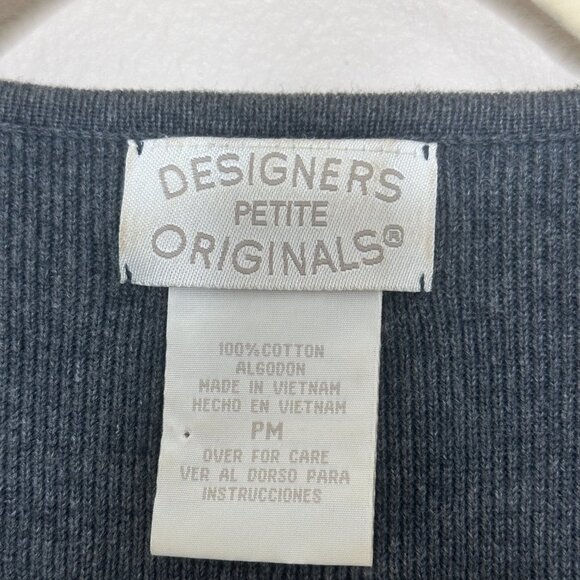 DESIGNERS
PETITE
ORIGINALS®
100% COTTON
ALGODON
MADE IN VIETNAM
HECHO EN VIETNAM
PM
OVER FOR CARE
VER AL DORSO PARA
INSTRUCCIONES